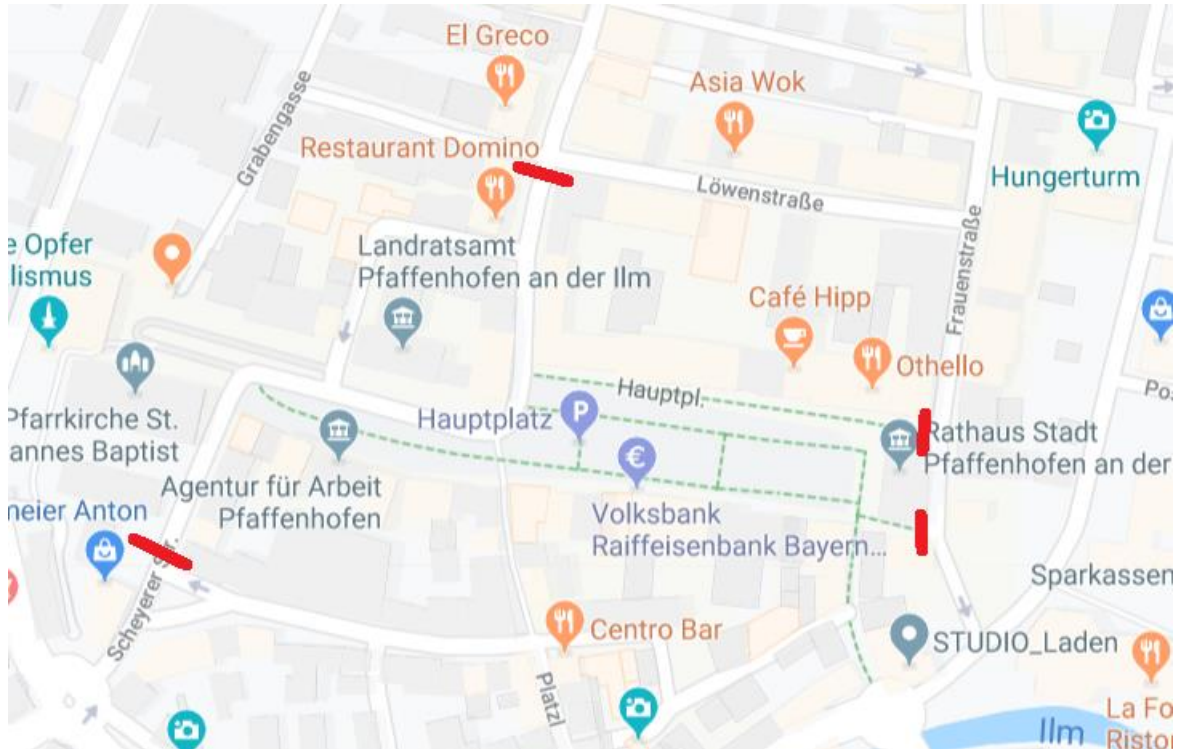 El Greco
Asia Wok
Grabengasse
Restaurant Domino
Hungerturm
Löwenstraße
e Opfer
lismus
Landratsamt
Pfaffenhofen an der Ilm
Frauenstraße
Café Hipp
Othello
Hauptpl.
Po
Hauptplatz
P
Pfarrkirche St.
annes Baptist
€
Rathaus Stadt
Pfaffenhofen an der
Agentur für Arbeit
Pfaffenhofen
neier Anton
Volksbank
Raiffeisenbank Bayern...
Scheyerer Str.
Sparkassen
Centro Bar
STUDIO_Laden
Platzl
La Fo
Ilm
Ristor